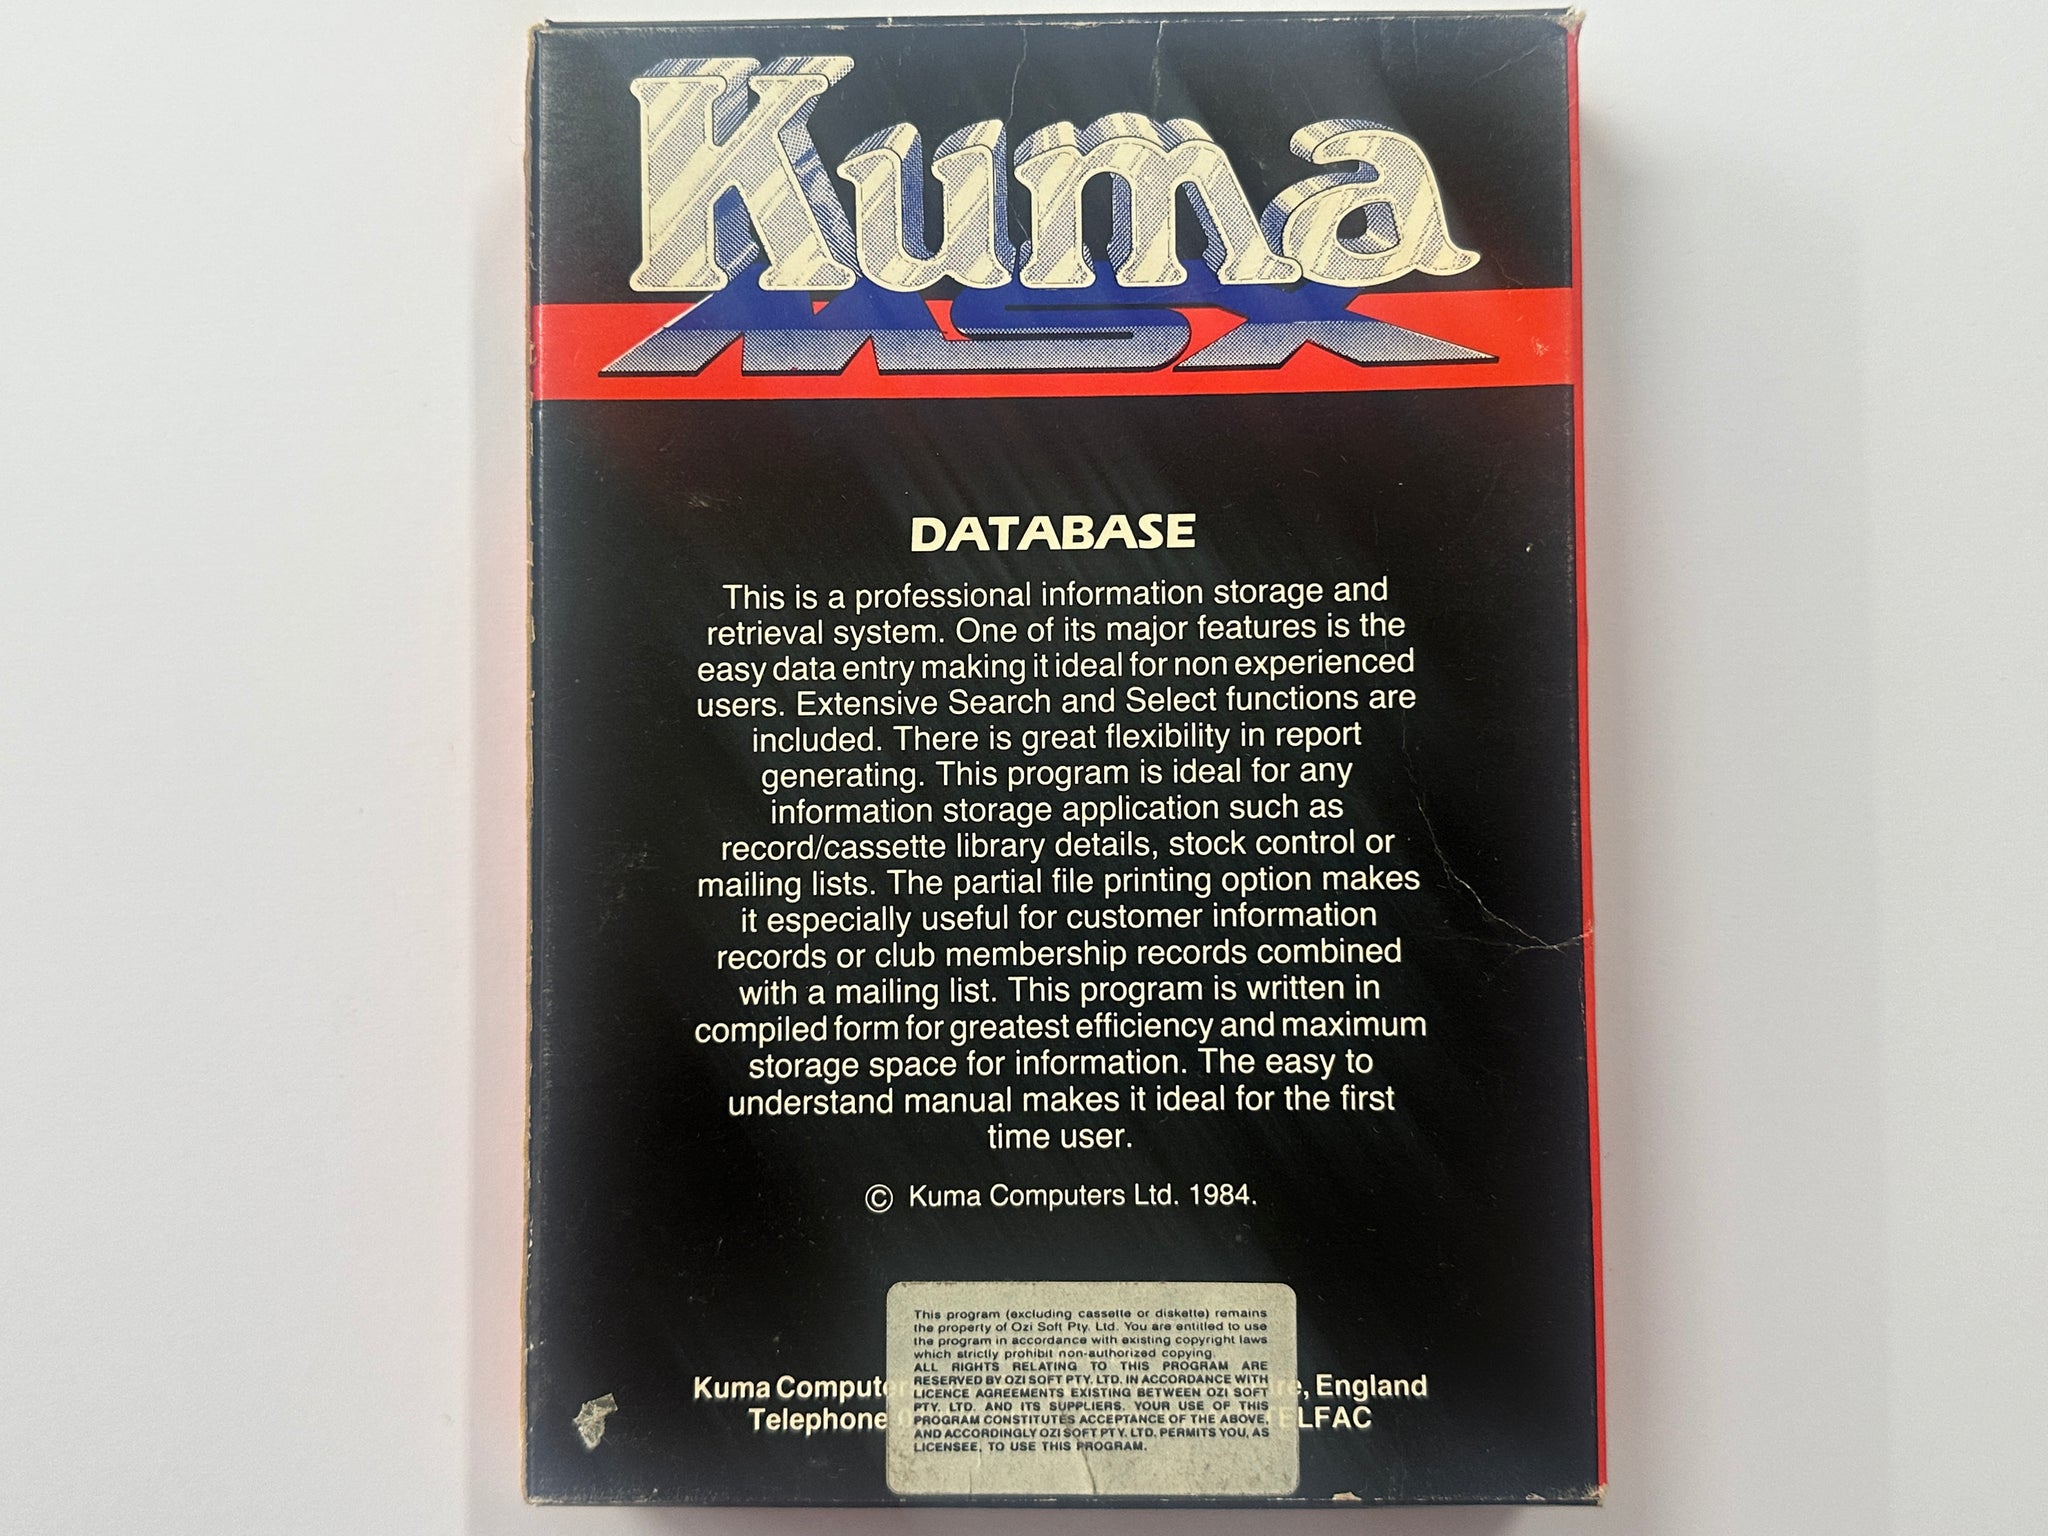 Kuma
MSX
DATABASE
This is a professional information storage and
retrieval system. One of its major features is the
easy data entry making it ideal for non experienced
users. Extensive Search and Select functions are
included. There is great flexibility in report
generating. This program is ideal for any
information storage application such as
record/cassette library details, stock control or
mailing lists. The partial file printing option makes
it especially useful for customer information
records or club membership records combined
with a mailing list. This program is written in
compiled form for greatest efficiency and maximum
storage space for information. The easy to
understand manual makes it ideal for the first
time user.
© Kuma Computers Ltd. 1984.
This program (excluding cassette or diskette) remains
the property of Ozi Soft Pty. Ltd. You are entitled to use
the program in accordance with existing copyright laws
which strictly prohibit non-authorized copying.
ALL RIGHTS RELATING TO THIS PROGRAM ARE
RESERVED BY OZI SOFT PTY. LTD. IN ACCORDANCE WITH
LICENCE AGREEMENTS EXISTING BETWEEN OZI SOFT
PTY. LTD. AND ITS SUPPLIERS. YOUR USE OF THIS
PROGRAM CONSTITUTES ACCEPTANCE OF THE ABOVE,
AND ACCORDINGLY OZI SOFT PTY. LTD. PERMITS YOU, AS
LICENSEE, TO USE THIS PROGRAM.
Kuma England
Telephone